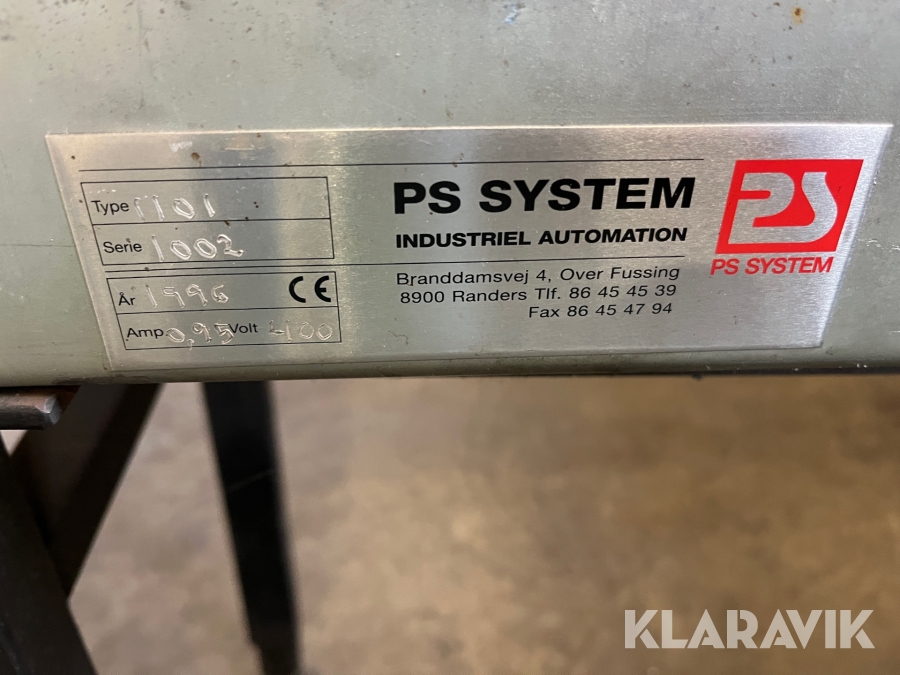 Type 1101
Serie 1002
År 1996 CE
Amp. 0,95 Volt 400
PS SYSTEM
INDUSTRIEL AUTOMATION
Branddamsvej 4, Over Fussing
8900 Randers Tlf. 86 45 45 39
Fax 86 45 47 94
PS
PS SYSTEM
KLARAVIK